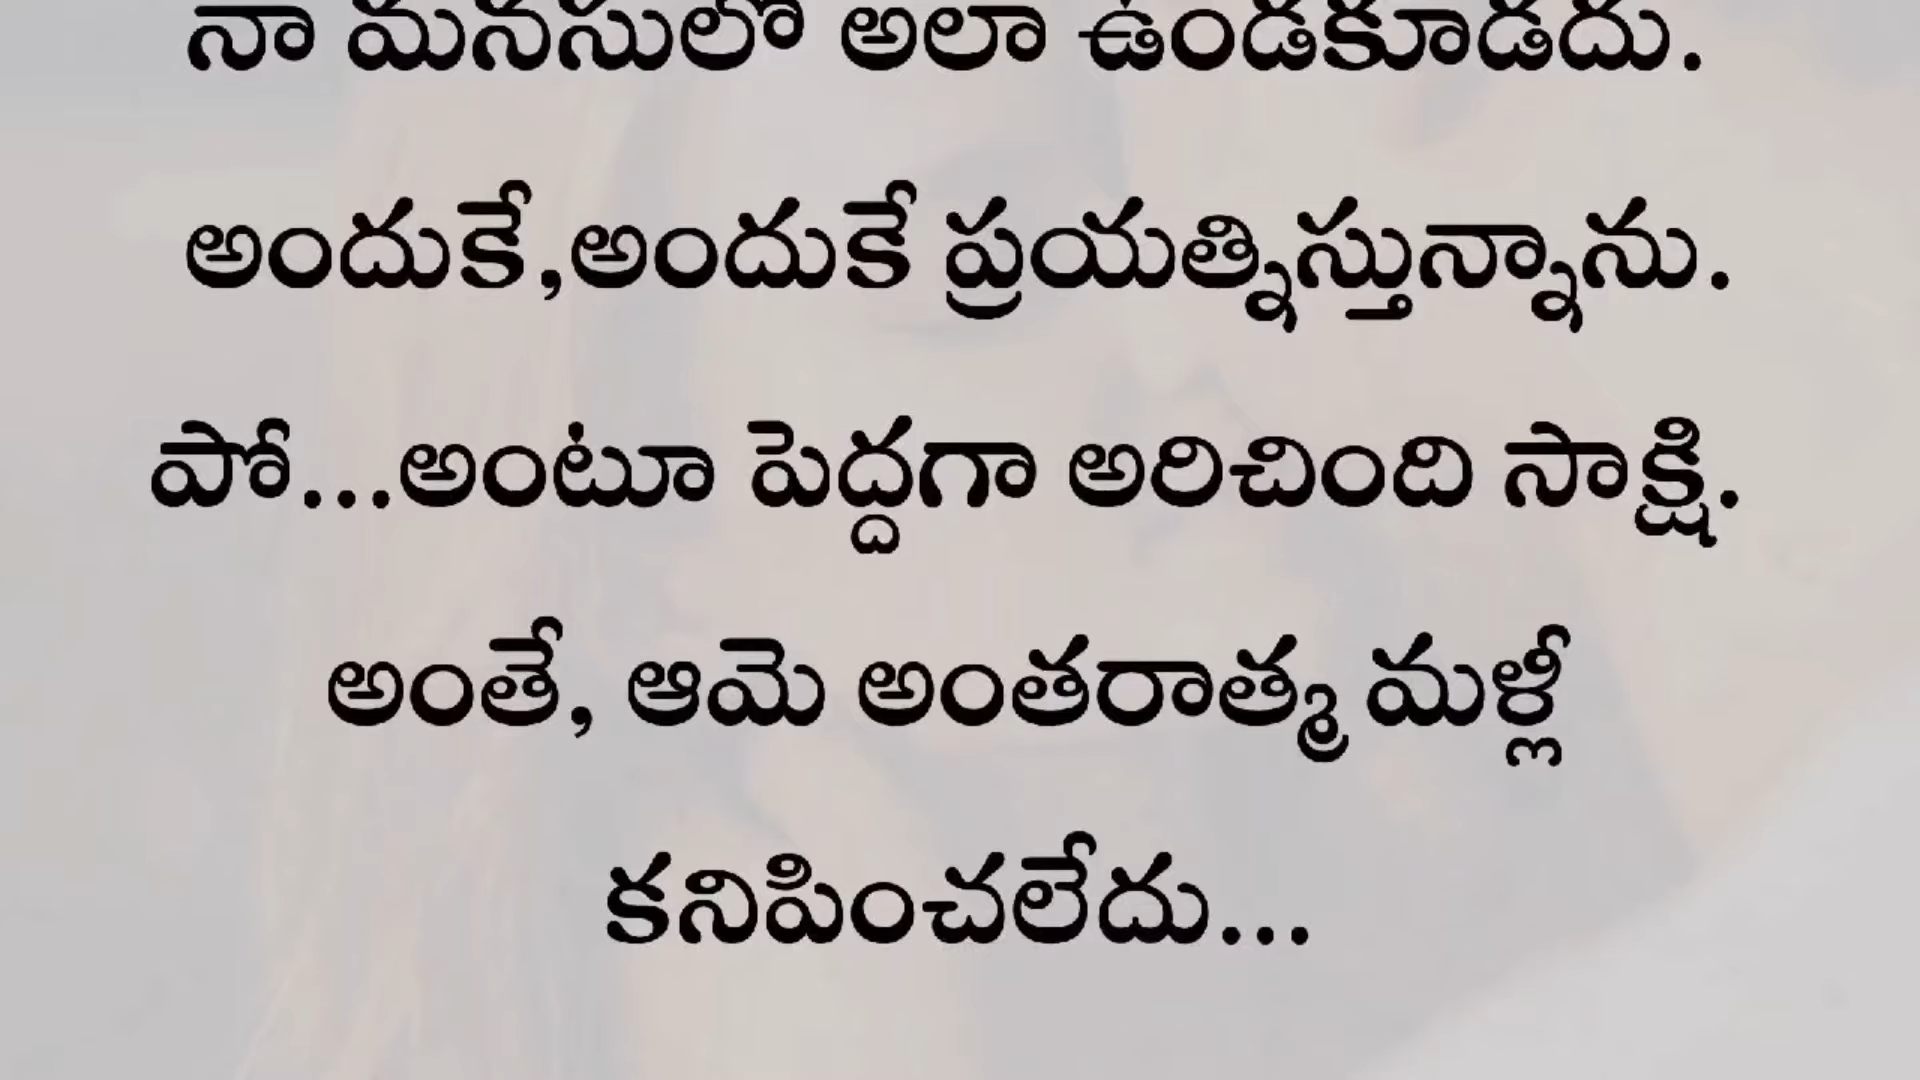 నా మనసులో అలా ఉండకూడదు.
అందుకే,అందుకే ప్రయత్నిస్తున్నాను.
పో...అంటూ పెద్దగా అరిచింది సాక్షి.
అంతే, ఆమె అంతరాత్మ మళ్లీ
కనిపించలేదు...